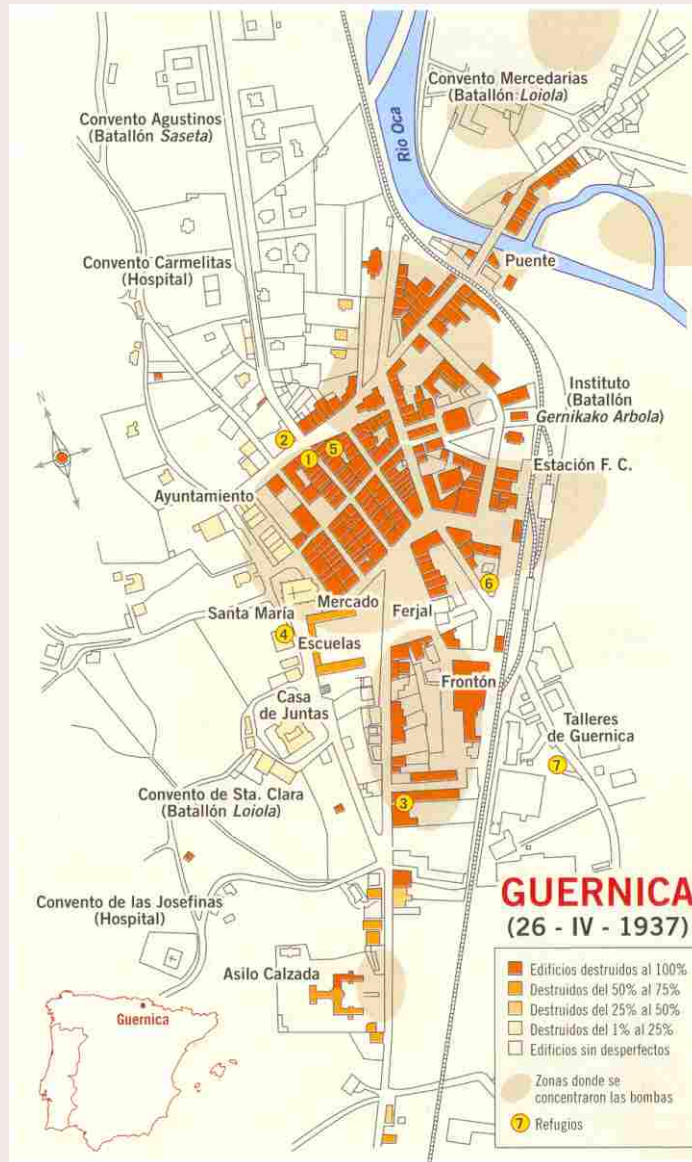 Convento Mercedarias
(Batallón Loiola)
Convento Agustinos
(Batallón Saseta)
Rio Oca
Convento Carmelitas
(Hospital)
Puente
Instituto
(Batallón
Gernikako Arbola)
N
2
1
5
Estación F. C.
Ayuntamiento
6
Mercado
Santa María
Ferjal
4
Escuelas
Frontón
Casa
de Juntas
Talleres
de Guernica
7
Convento de Sta. Clara
(Batallón Loiola)
3
GUERNICA
(26 - IV - 1937)
Convento de las Josefinas
(Hospital)
Asilo Calzada
Edificios destruidos al 100%
Destruidos del 50% al 75%
Destruidos del 25% al 50%
Destruidos del 1% al 25%
Edificios sin desperfectos
Zonas donde se
concentraron las bombas
7 Refugios
Guernica